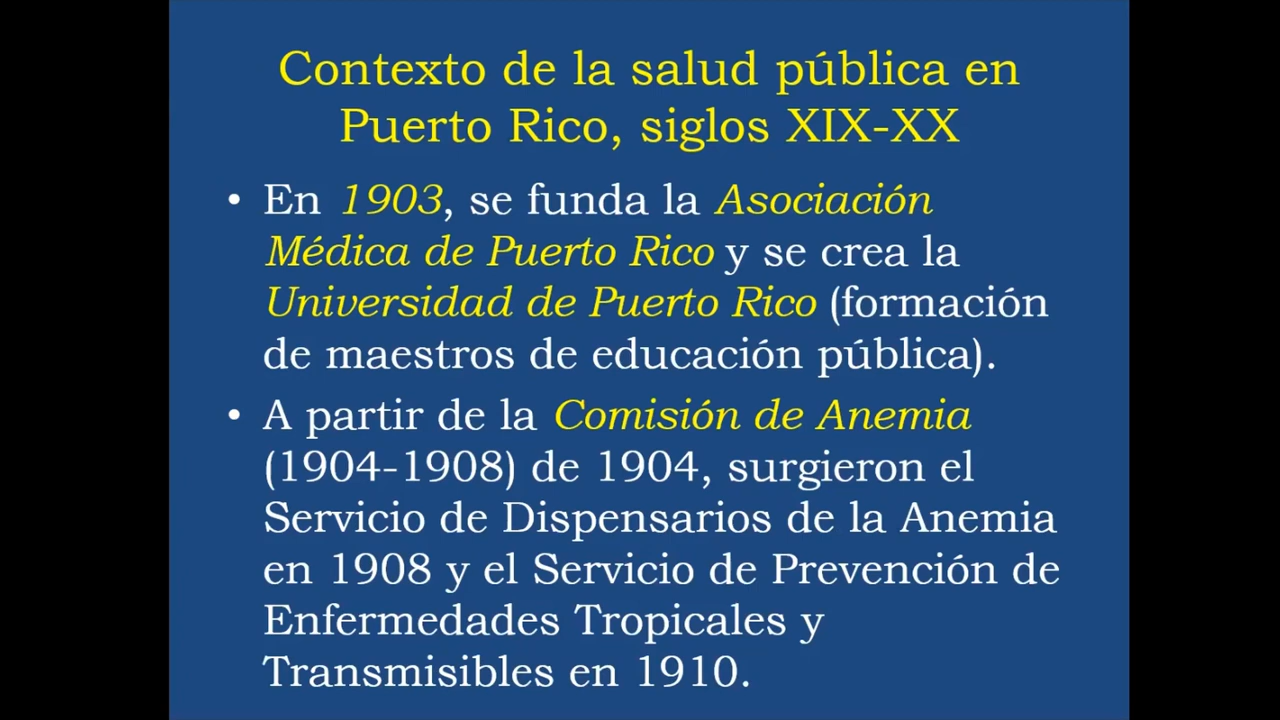 Contexto de la salud pública en
Puerto Rico, siglos XIX-XX
• En 1903, se funda la Asociación
Médica de Puerto Rico y se crea la
Universidad de Puerto Rico (formación
de maestros de educación pública).
• A partir de la Comisión de Anemia
(1904-1908) de 1904, surgieron el
Servicio de Dispensarios de la Anemia
en 1908 y el Servicio de Prevención de
Enfermedades Tropicales y
Transmisibles en 1910.